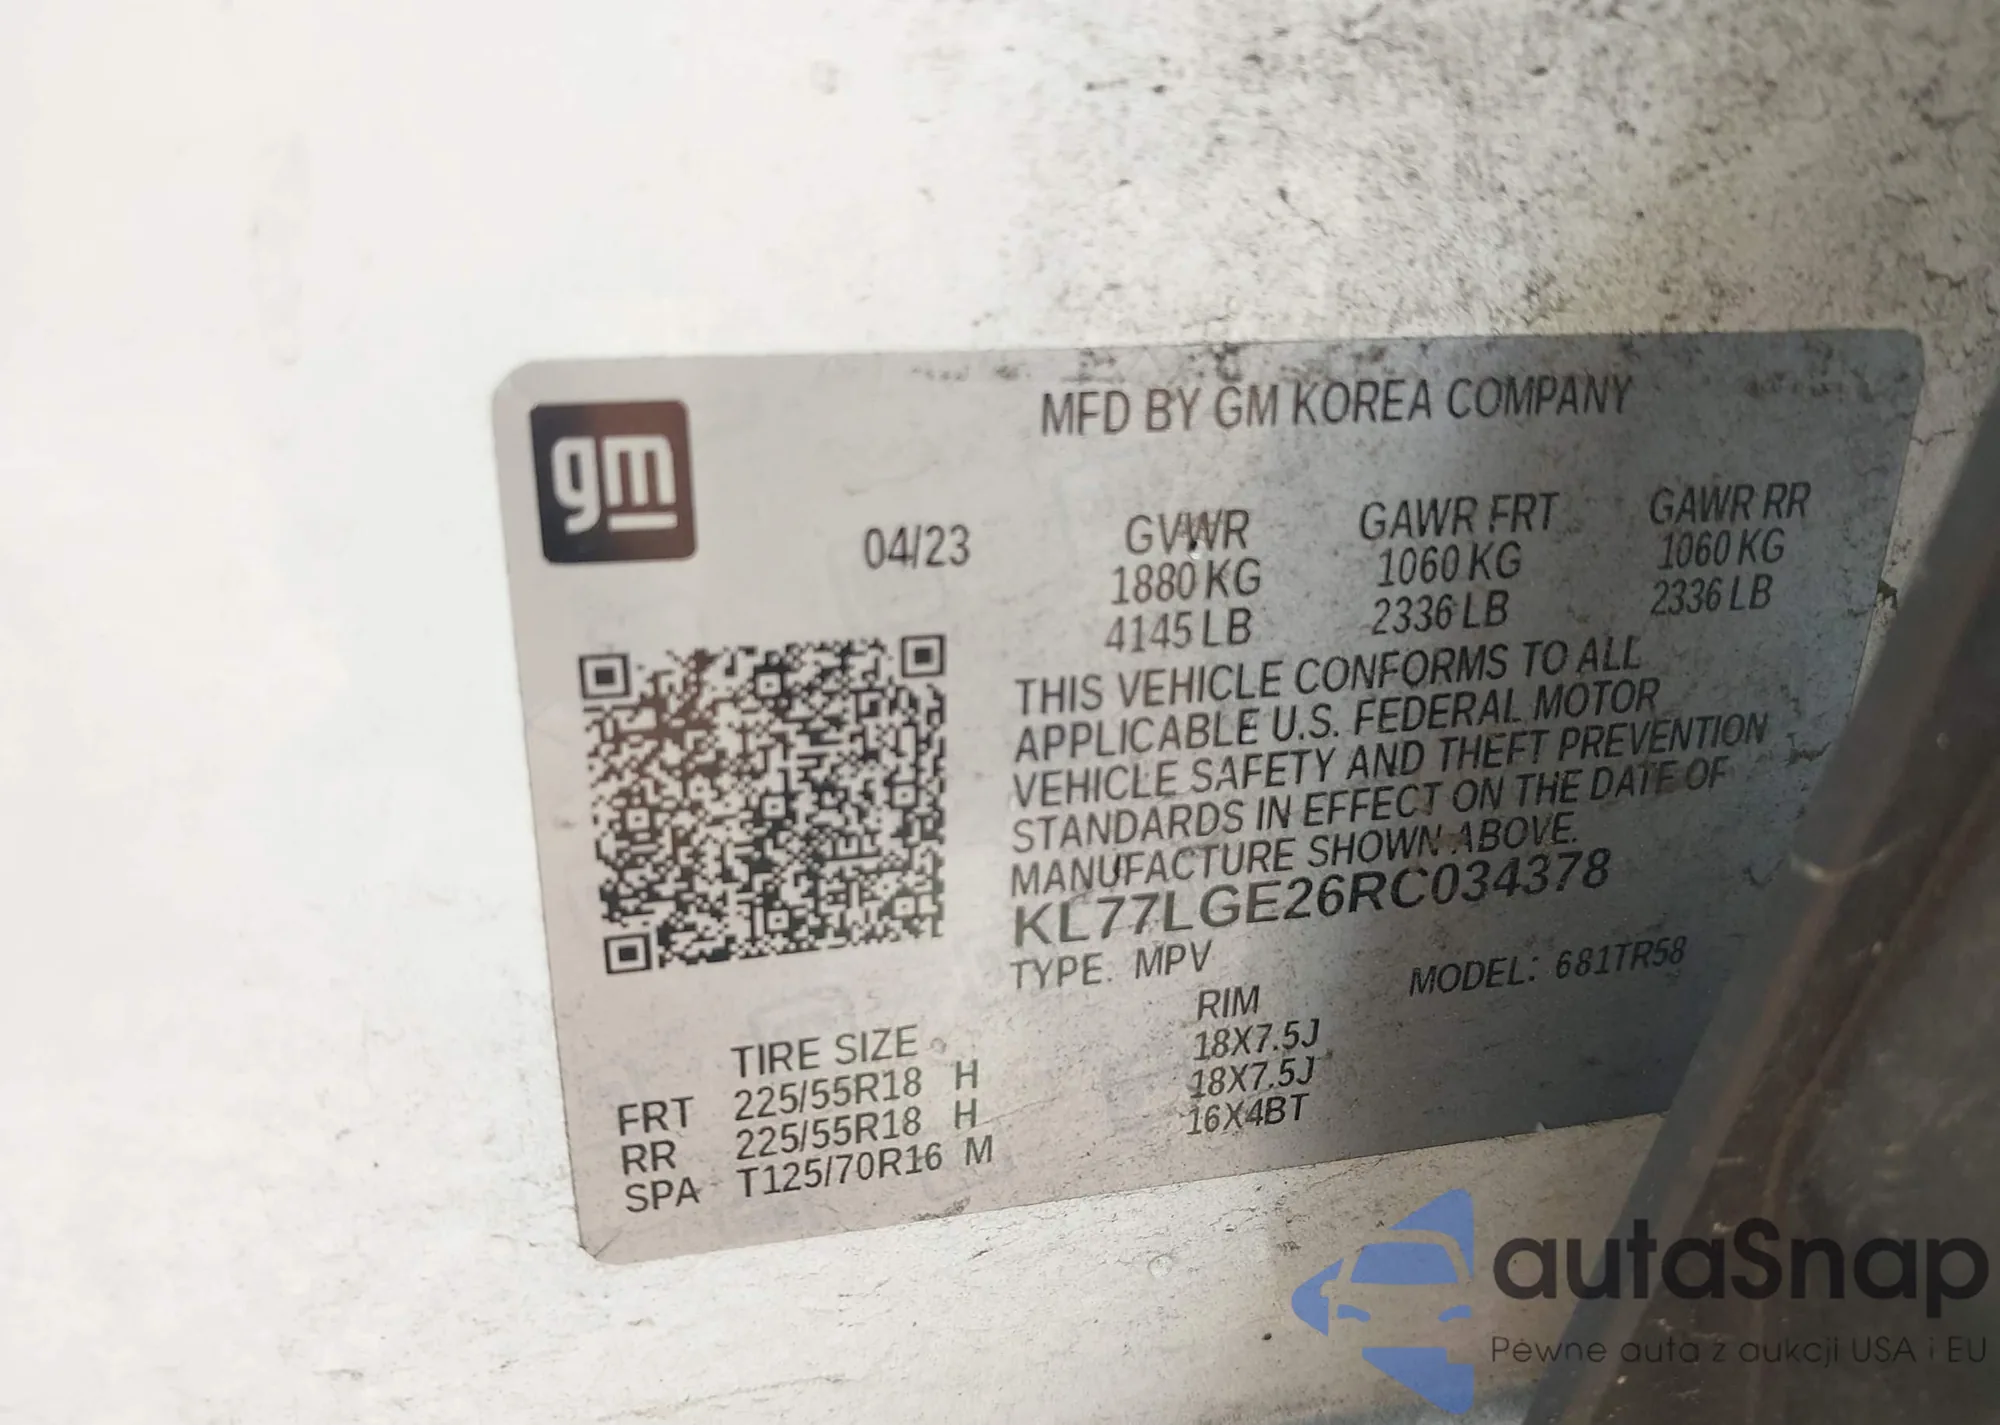 gm
MFD BY GM KOREA COMPANY
04/23
GVWR GAWR FRT GAWR RR
1880 KG 1060 KG 1060 KG
4145 LB 2336 LB 2336 LB
THIS VEHICLE CONFORMS TO ALL
APPLICABLE U.S. FEDERAL MOTOR
VEHICLE SAFETY AND THEFT PREVENTION
STANDARDS IN EFFECT ON THE DATE OF
MANUFACTURE SHOWN ABOVE.
KL77LGE26RC034378
TYPE: MPV MODEL: 681TR58
TIRE SIZE RIM
FRT 225/55R18 H 18X7.5J
RR 225/55R18 H 18X7.5J
SPA T125/70R16 M 16X4BT
autaSnap
Pewne auta z aukcji USA i EU